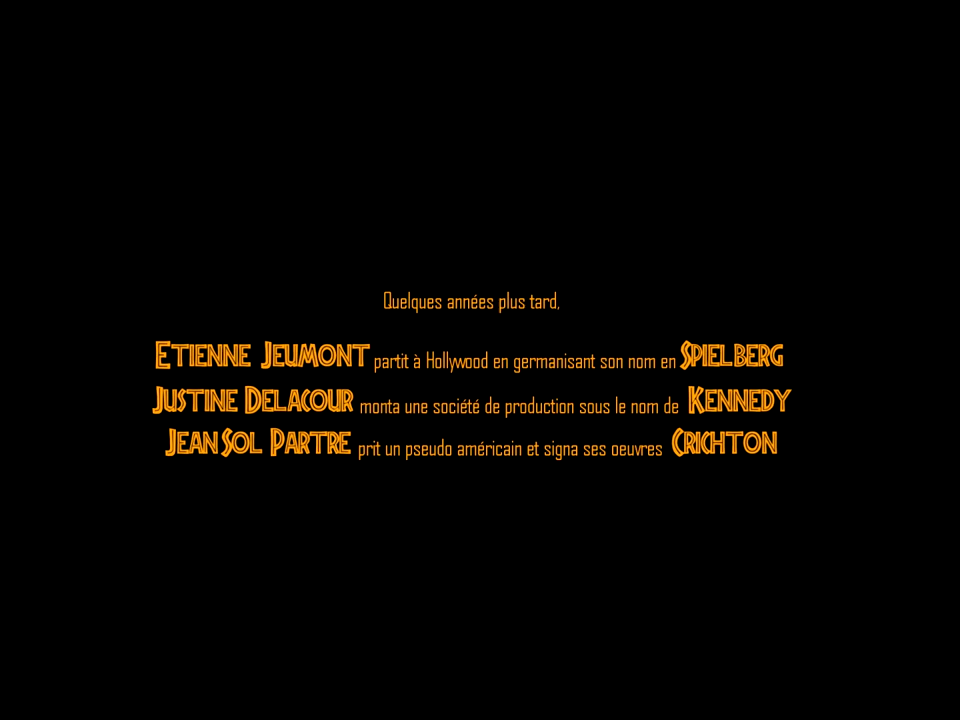 Quelques années plus tard,
Etienne Jeumont partit à Hollywood en germanisant son nom en Spielberg
Justine Delacour monta une société de production sous le nom de Kennedy
Jean Sol Partre prit un pseudo américain et signa ses oeuvres Crichton